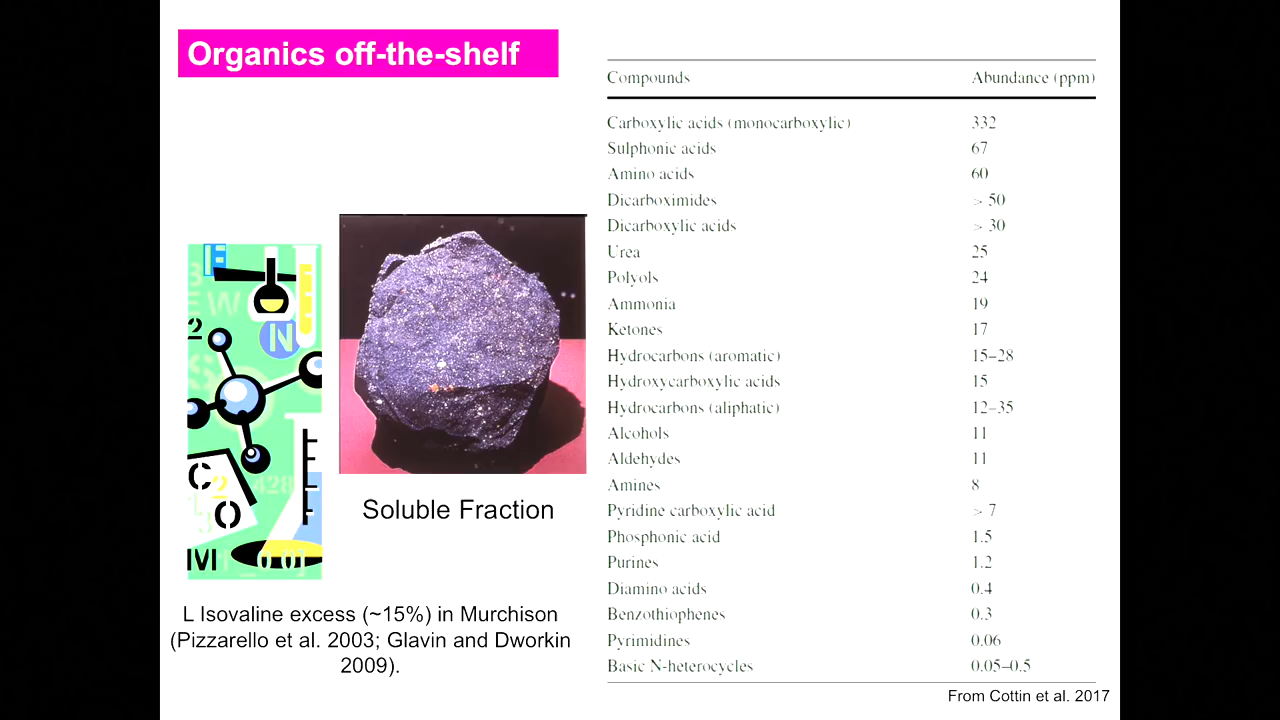 Organics off-the-shelf
Compounds Abundance (ppm)
Carboxylic acids (monocarboxylic) 332
Sulphonic acids 67
Amino acids 60
Dicarboximides > 50
Dicarboxylic acids > 30
Urea 25
Polyols 24
Ammonia 19
Ketones 17
Hydrocarbons (aromatic) 15–28
Hydroxycarboxylic acids 15
Hydrocarbons (aliphatic) 12–35
Alcohols 11
Aldehydes 11
Amines 8
Pyridine carboxylic acid > 7
Phosphonic acid 1.5
Purines 1.2
Diamino acids 0.4
Benzothiophenes 0.3
Pyrimidines 0.06
Basic N-heterocycles 0.05–0.5
E
W
2
N
C
2
O
428
M
Soluble Fraction
L Isovaline excess (~15%) in Murchison
(Pizzarello et al. 2003; Glavin and Dworkin
2009).
From Cottin et al. 2017